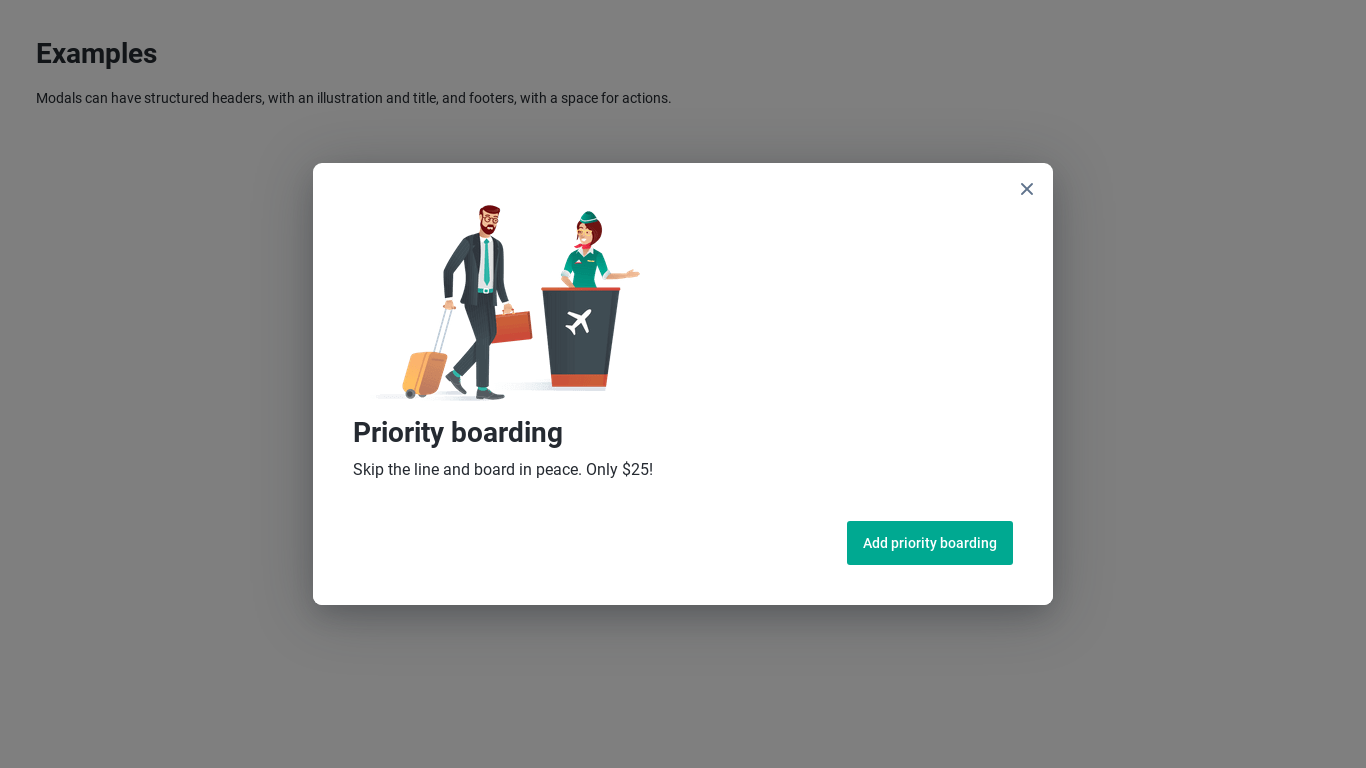 Examples
Modals can have structured headers, with an illustration and title, and footers, with a space for actions.
Priority boarding
Skip the line and board in peace. Only $25!
Add priority boarding